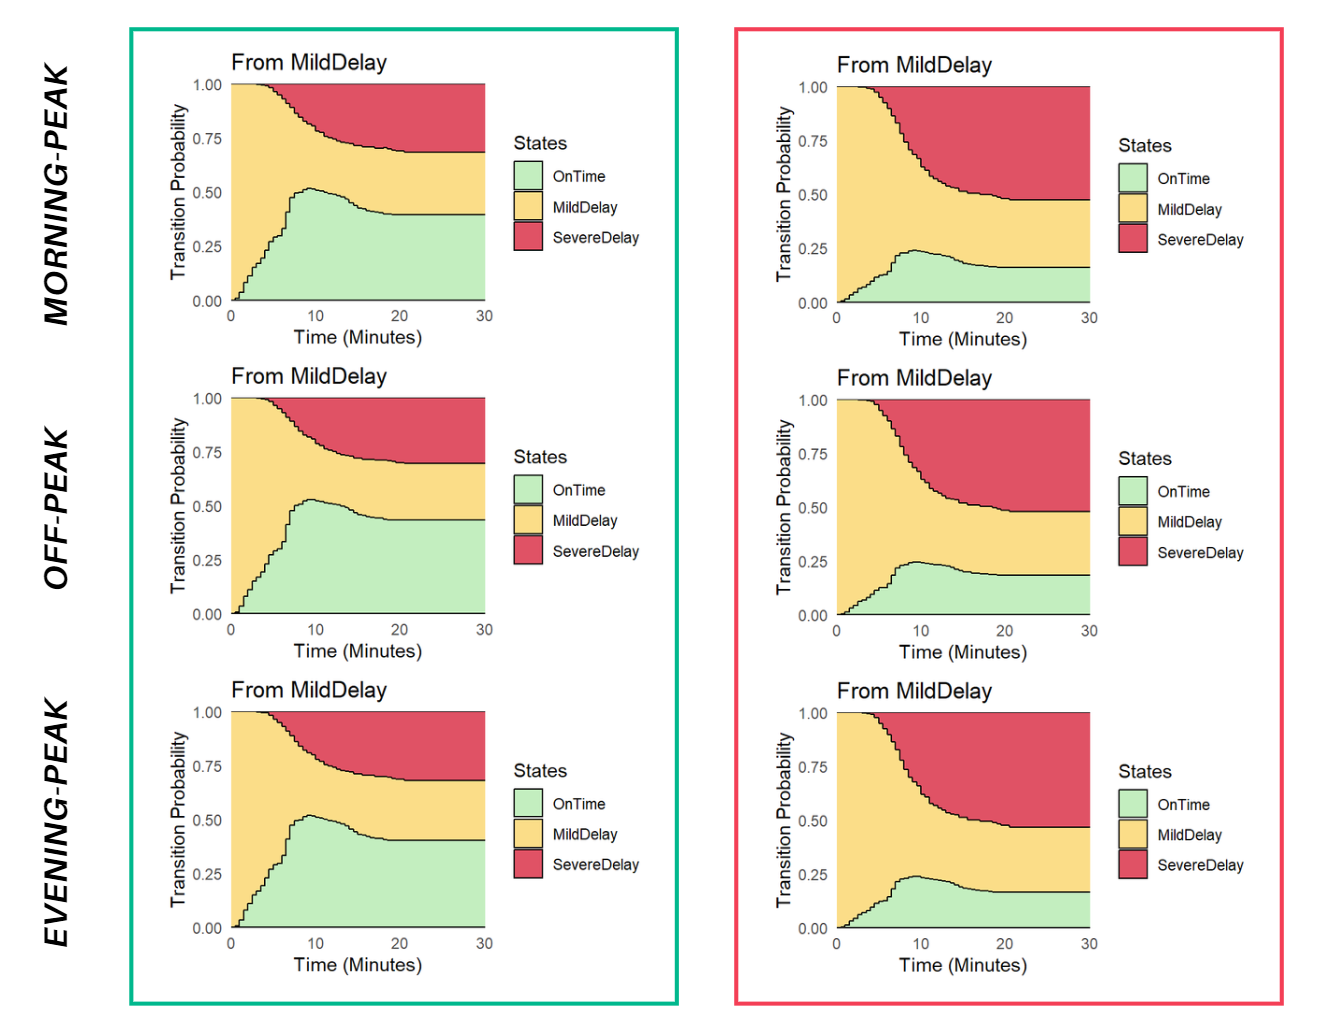 MORNING-PEAK
From MildDelay
Transition Probability
1.00
0.75
0.50
0.25
0.00
0 10 20 30
Time (Minutes)
States
OnTime
MildDelay
SevereDelay
From MildDelay
Transition Probability
1.00
0.75
0.50
0.25
0.00
0 10 20 30
Time (Minutes)
States
OnTime
MildDelay
SevereDelay
OFF-PEAK
From MildDelay
Transition Probability
1.00
0.75
0.50
0.25
0.00
0 10 20 30
Time (Minutes)
States
OnTime
MildDelay
SevereDelay
From MildDelay
Transition Probability
1.00
0.75
0.50
0.25
0.00
0 10 20 30
Time (Minutes)
States
OnTime
MildDelay
SevereDelay
EVENING-PEAK
From MildDelay
Transition Probability
1.00
0.75
0.50
0.25
0.00
0 10 20 30
Time (Minutes)
States
OnTime
MildDelay
SevereDelay
From MildDelay
Transition Probability
1.00
0.75
0.50
0.25
0.00
0 10 20 30
Time (Minutes)
States
OnTime
MildDelay
SevereDelay